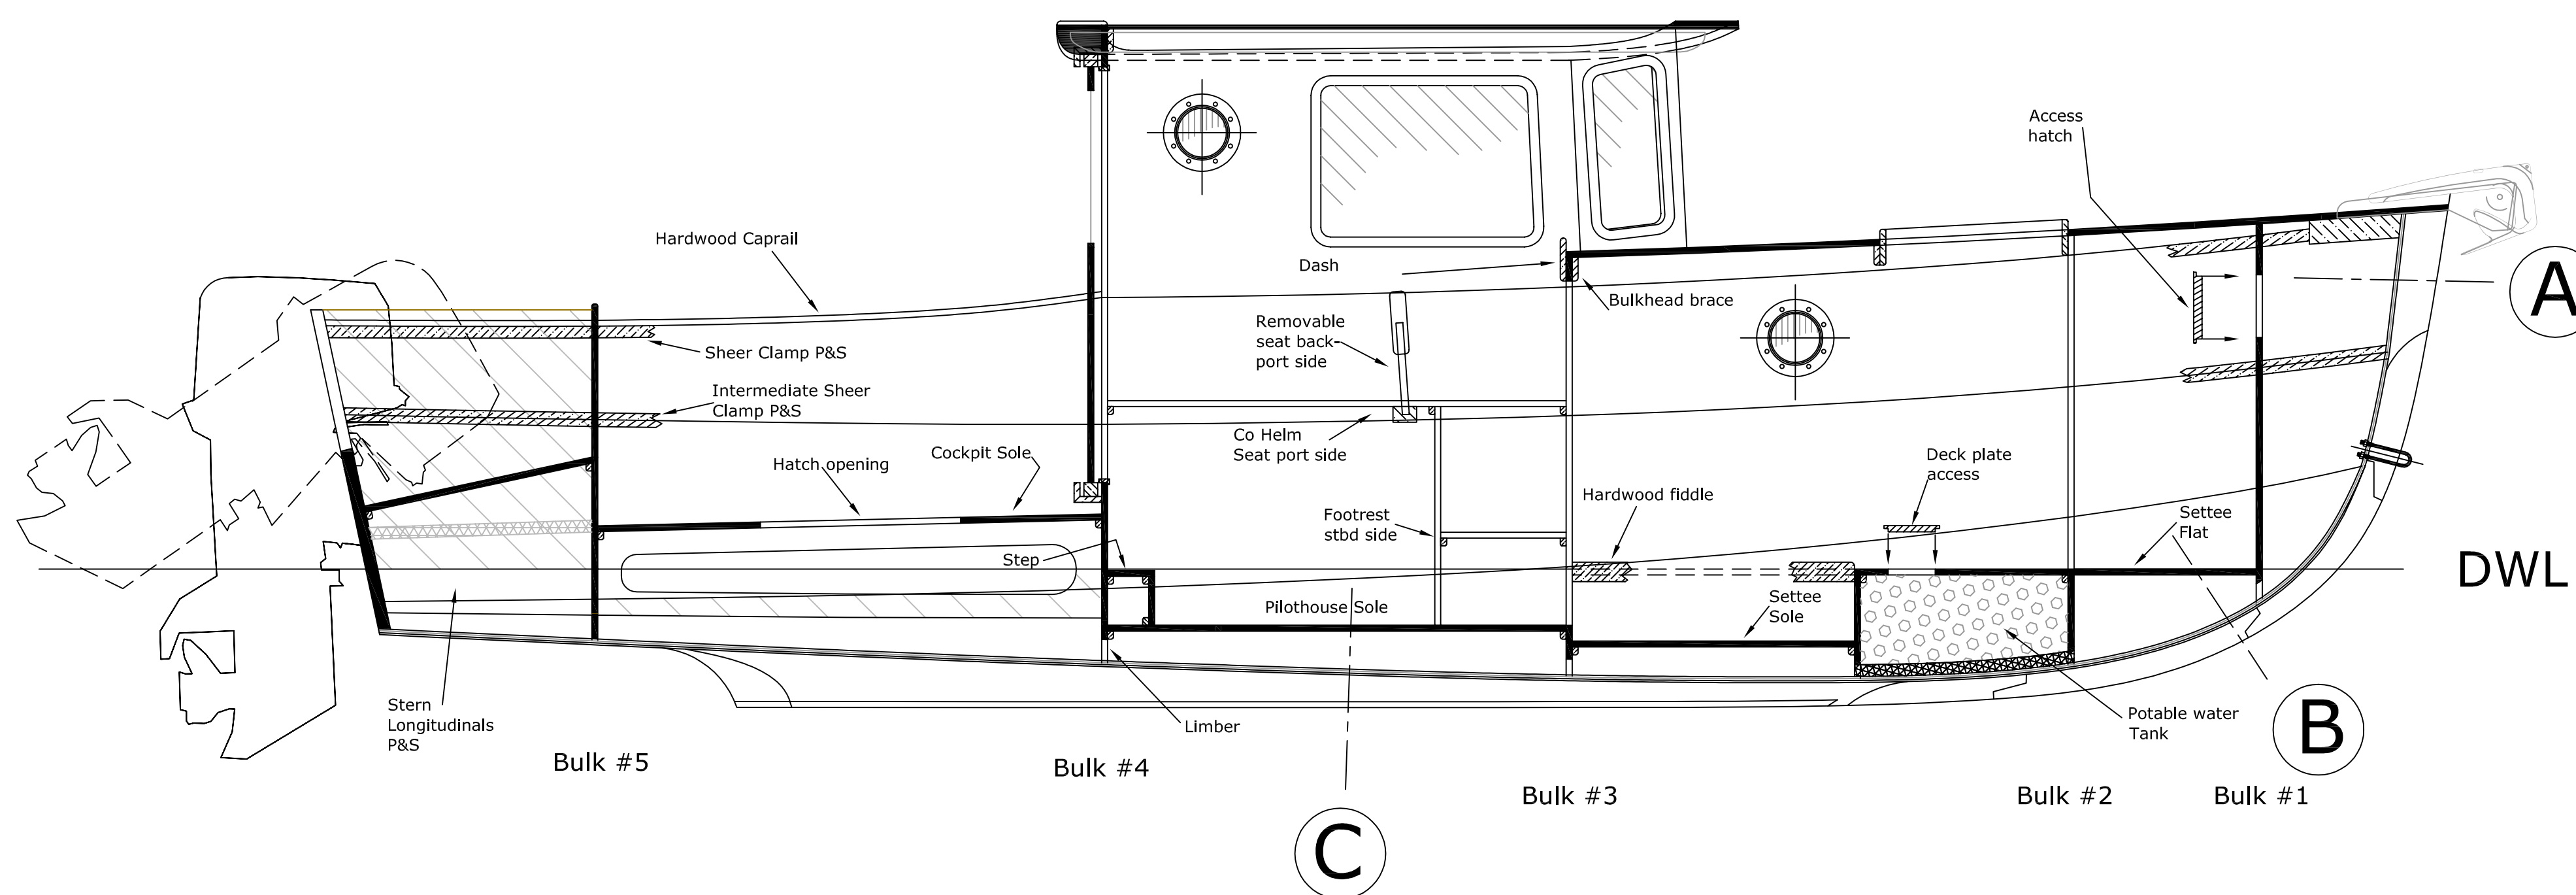 Access
hatch
A
Hardwood Caprail
Dash
Bulkhead brace
Removable
seat back-
port side
Sheer Clamp P&S
Intermediate Sheer
Clamp P&S
Co Helm
Seat port side
Hatch opening
Cockpit Sole
Deck plate
access
Hardwood fiddle
Footrest
stbd side
Settee
Flat
Step
DWL
Pilothouse Sole
Settee
Sole
Stern
Longitudinals
P&S
Limber
Potable water
Tank
B
Bulk #5
Bulk #4
Bulk #3
Bulk #2
Bulk #1
C